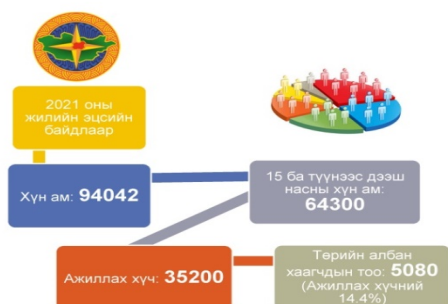 2021 оны
жилийн эцсийн
байдлаар
Хүн ам: 94042
15 ба түүнээс дээш
насны хүн ам:
64300
Ажиллах хүч: 35200
Төрийн албан
хаагчдын тоо: 5080
(Ажиллах хүчний
14.4%)